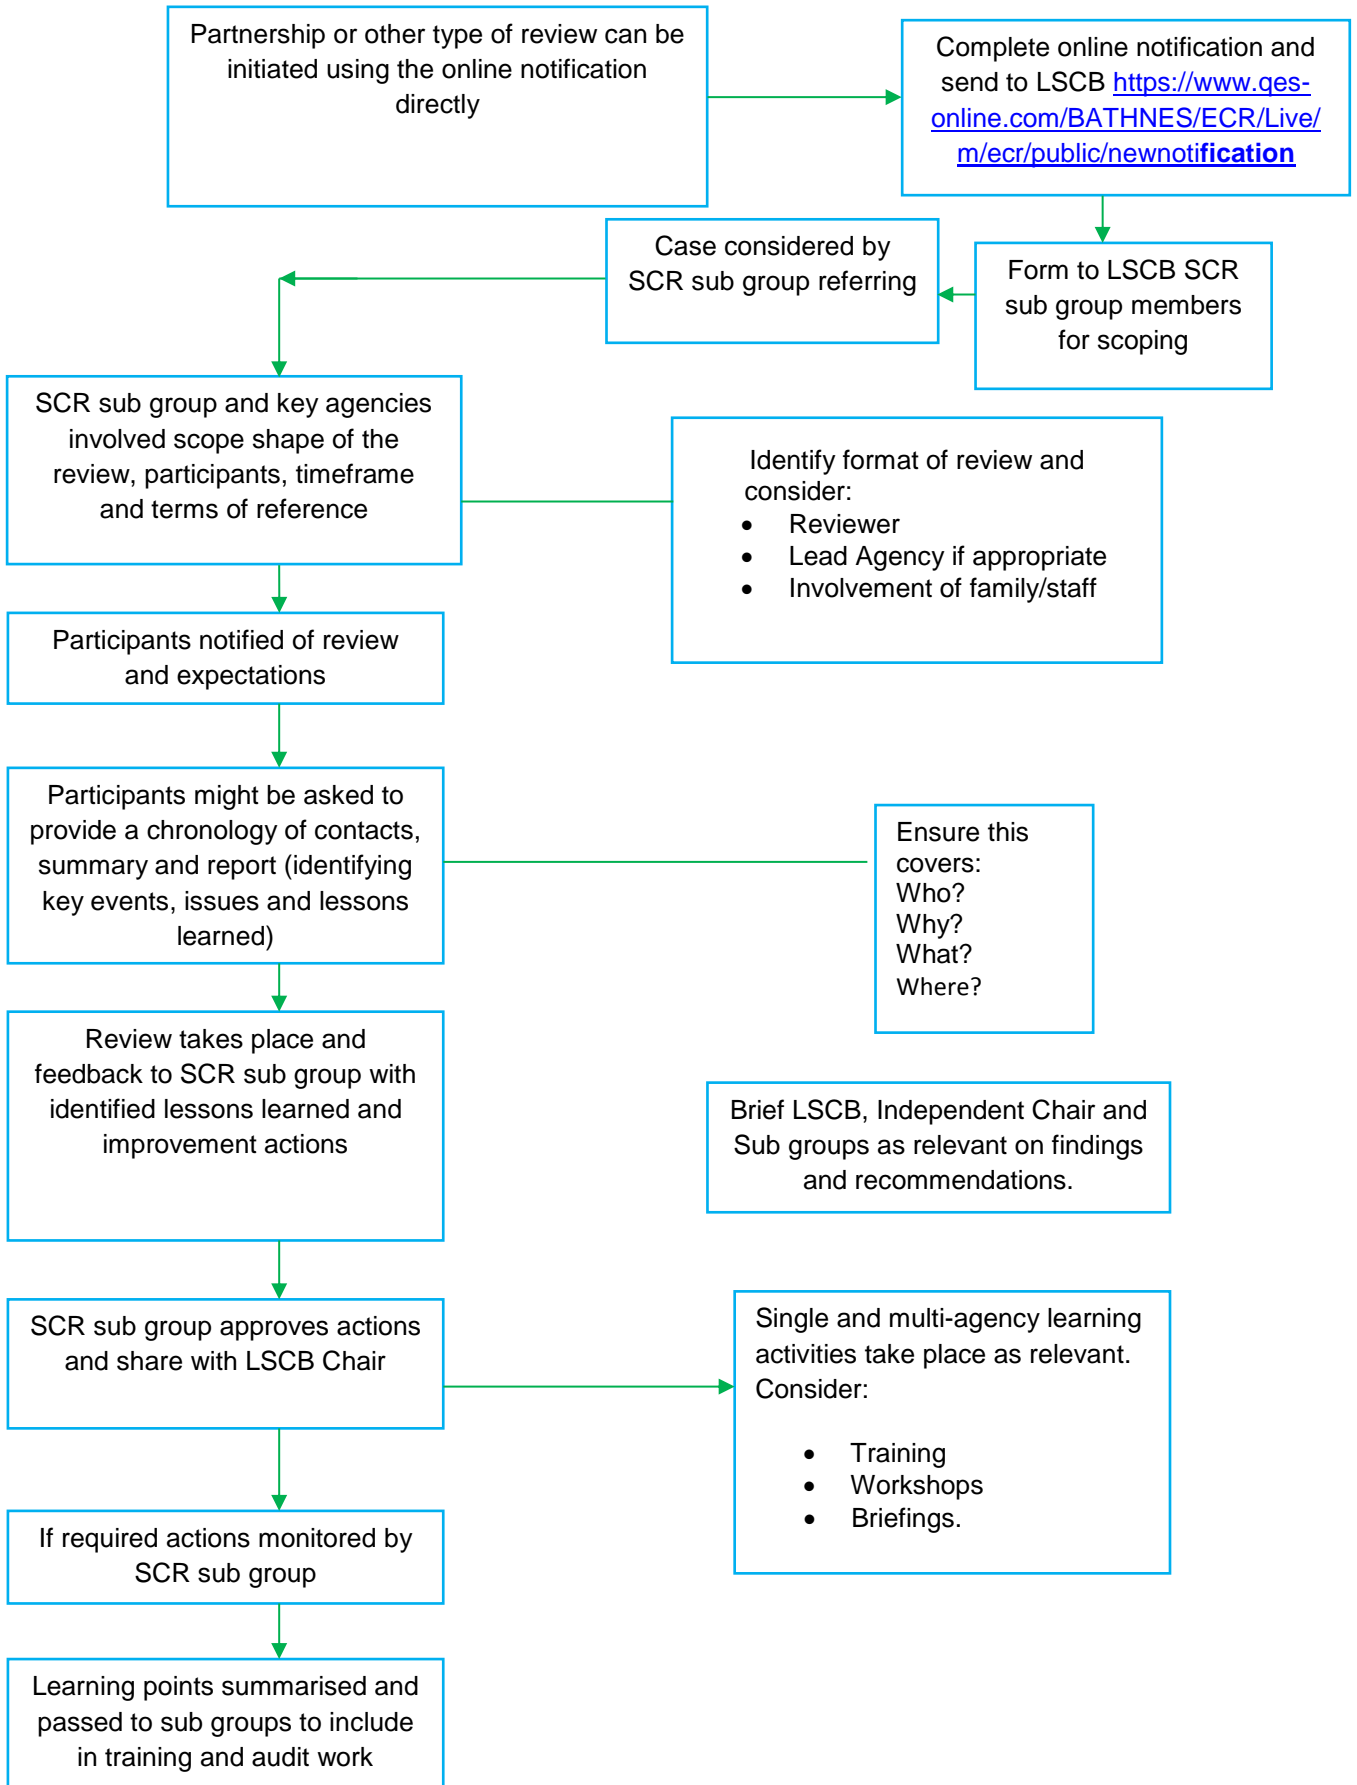 Partnership or other type of review can be
initiated using the online notification
directly
Complete online notification and
send to LSCB https://www.qes-
online.com/BATHNES/ECR/Live/
m/ecr/public/newnotification
Form to LSCB SCR
sub group members
for scoping
Case considered by
SCR sub group referring
SCR sub group and key agencies
involved scope shape of the
review, participants, timeframe
and terms of reference
Identify format of review and
consider:
• Reviewer
• Lead Agency if appropriate
• Involvement of family/staff
Participants notified of review
and expectations
Participants might be asked to
provide a chronology of contacts,
summary and report (identifying
key events, issues and lessons
learned)
Ensure this
covers:
Who?
Why?
What?
Where?
Review takes place and
feedback to SCR sub group with
identified lessons learned and
improvement actions
Brief LSCB, Independent Chair and
Sub groups as relevant on findings
and recommendations.
SCR sub group approves actions
and share with LSCB Chair
Single and multi-agency learning
activities take place as relevant.
Consider:
• Training
• Workshops
• Briefings.
If required actions monitored by
SCR sub group
Learning points summarised and
passed to sub groups to include
in training and audit work